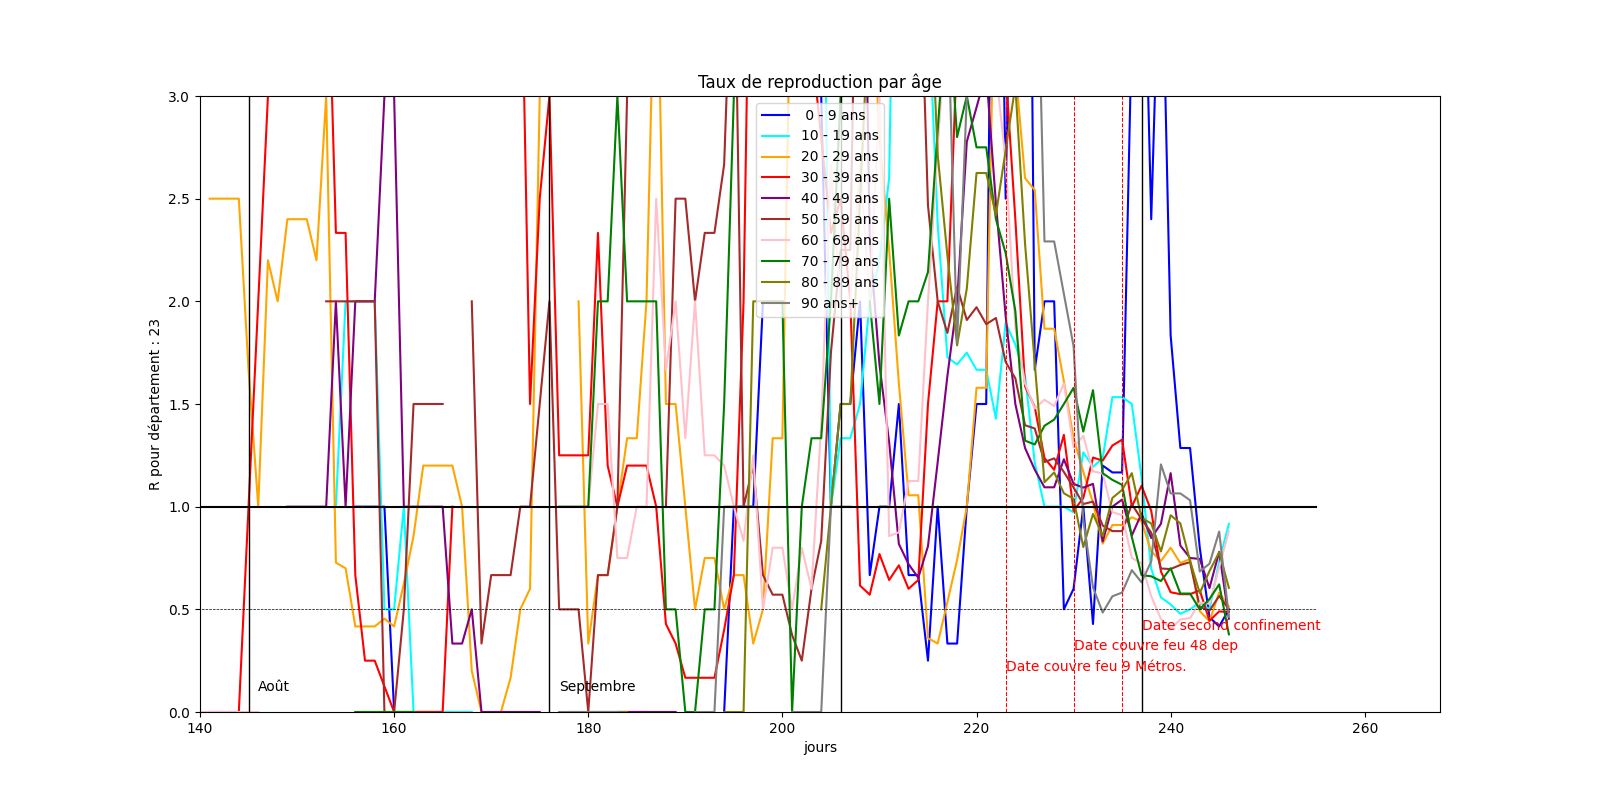 Taux de reproduction par âge
R pour département : 23
3.0
2.5
2.0
1.5
1.0
0.5
0.0
0 - 9 ans
10 - 19 ans
20 - 29 ans
30 - 39 ans
40 - 49 ans
50 - 59 ans
60 - 69 ans
70 - 79 ans
80 - 89 ans
90 ans+
Date second confinement
Date couvre feu 48 dep
Date couvre feu 9 Métros.
Août
Septembre
140
160
180
200
220
240
260
jours